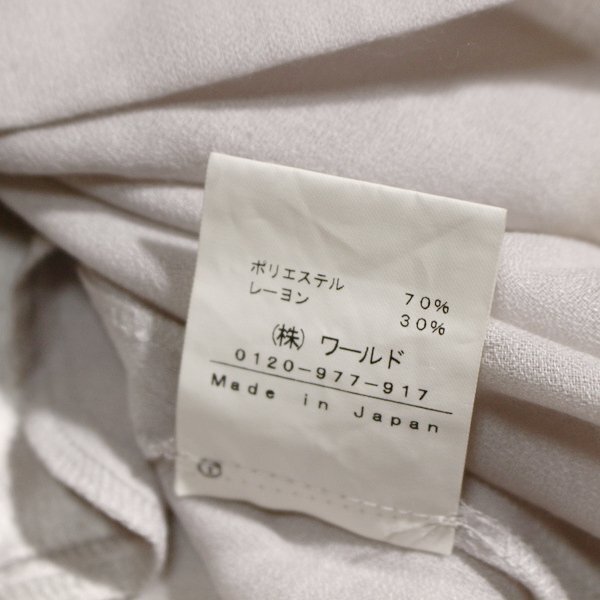 ポリエステル 70%
レーヨン 30%
(株) ワールド
0120-977-917
Made in Japan